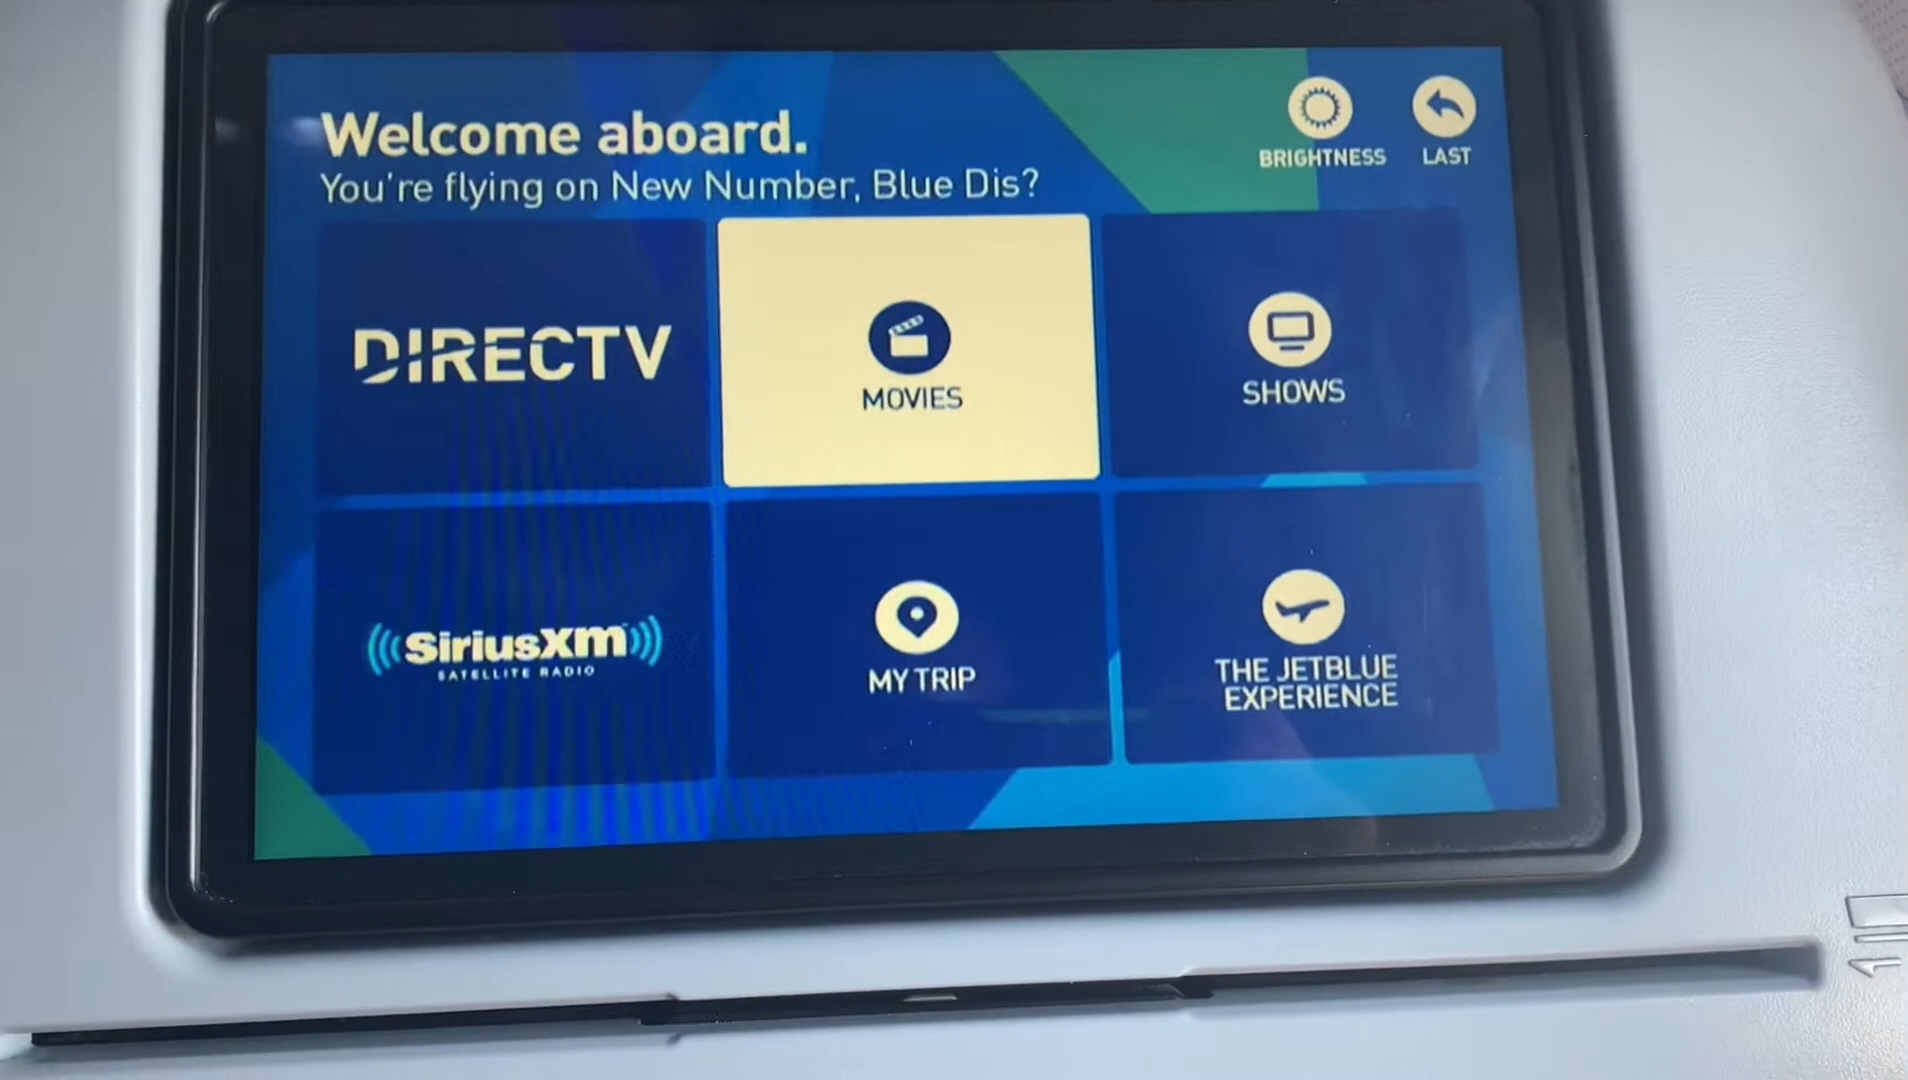 Welcome aboard.
You're flying on New Number, Blue Dis?
BRIGHTNESS
LAST
DIRECTV
MOVIES
SHOWS
SiriusXm
SATELLITE RADIO
MY TRIP
THE JETBLUE
EXPERIENCE